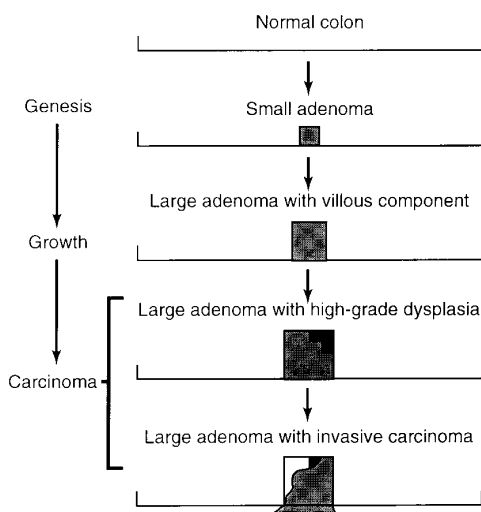 Normal colon
Genesis
Small adenoma
Large adenoma with villous component
Growth
Large adenoma with high-grade dysplasia
Carcinoma
Large adenoma with invasive carcinoma